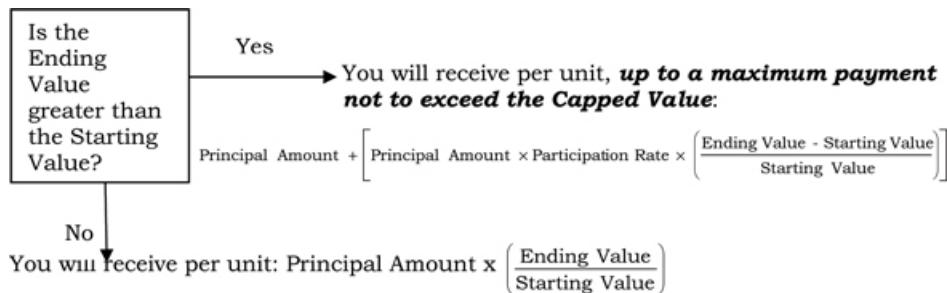 Is the
Ending
Value
greater than
the Starting
Value?
Yes
You will receive per unit, up to a maximum payment
not to exceed the Capped Value:
Principal Amount + [Principal Amount × Participation Rate × (Ending Value - Starting Value / Starting Value)]
No
You will receive per unit: Principal Amount x (Ending Value / Starting Value)